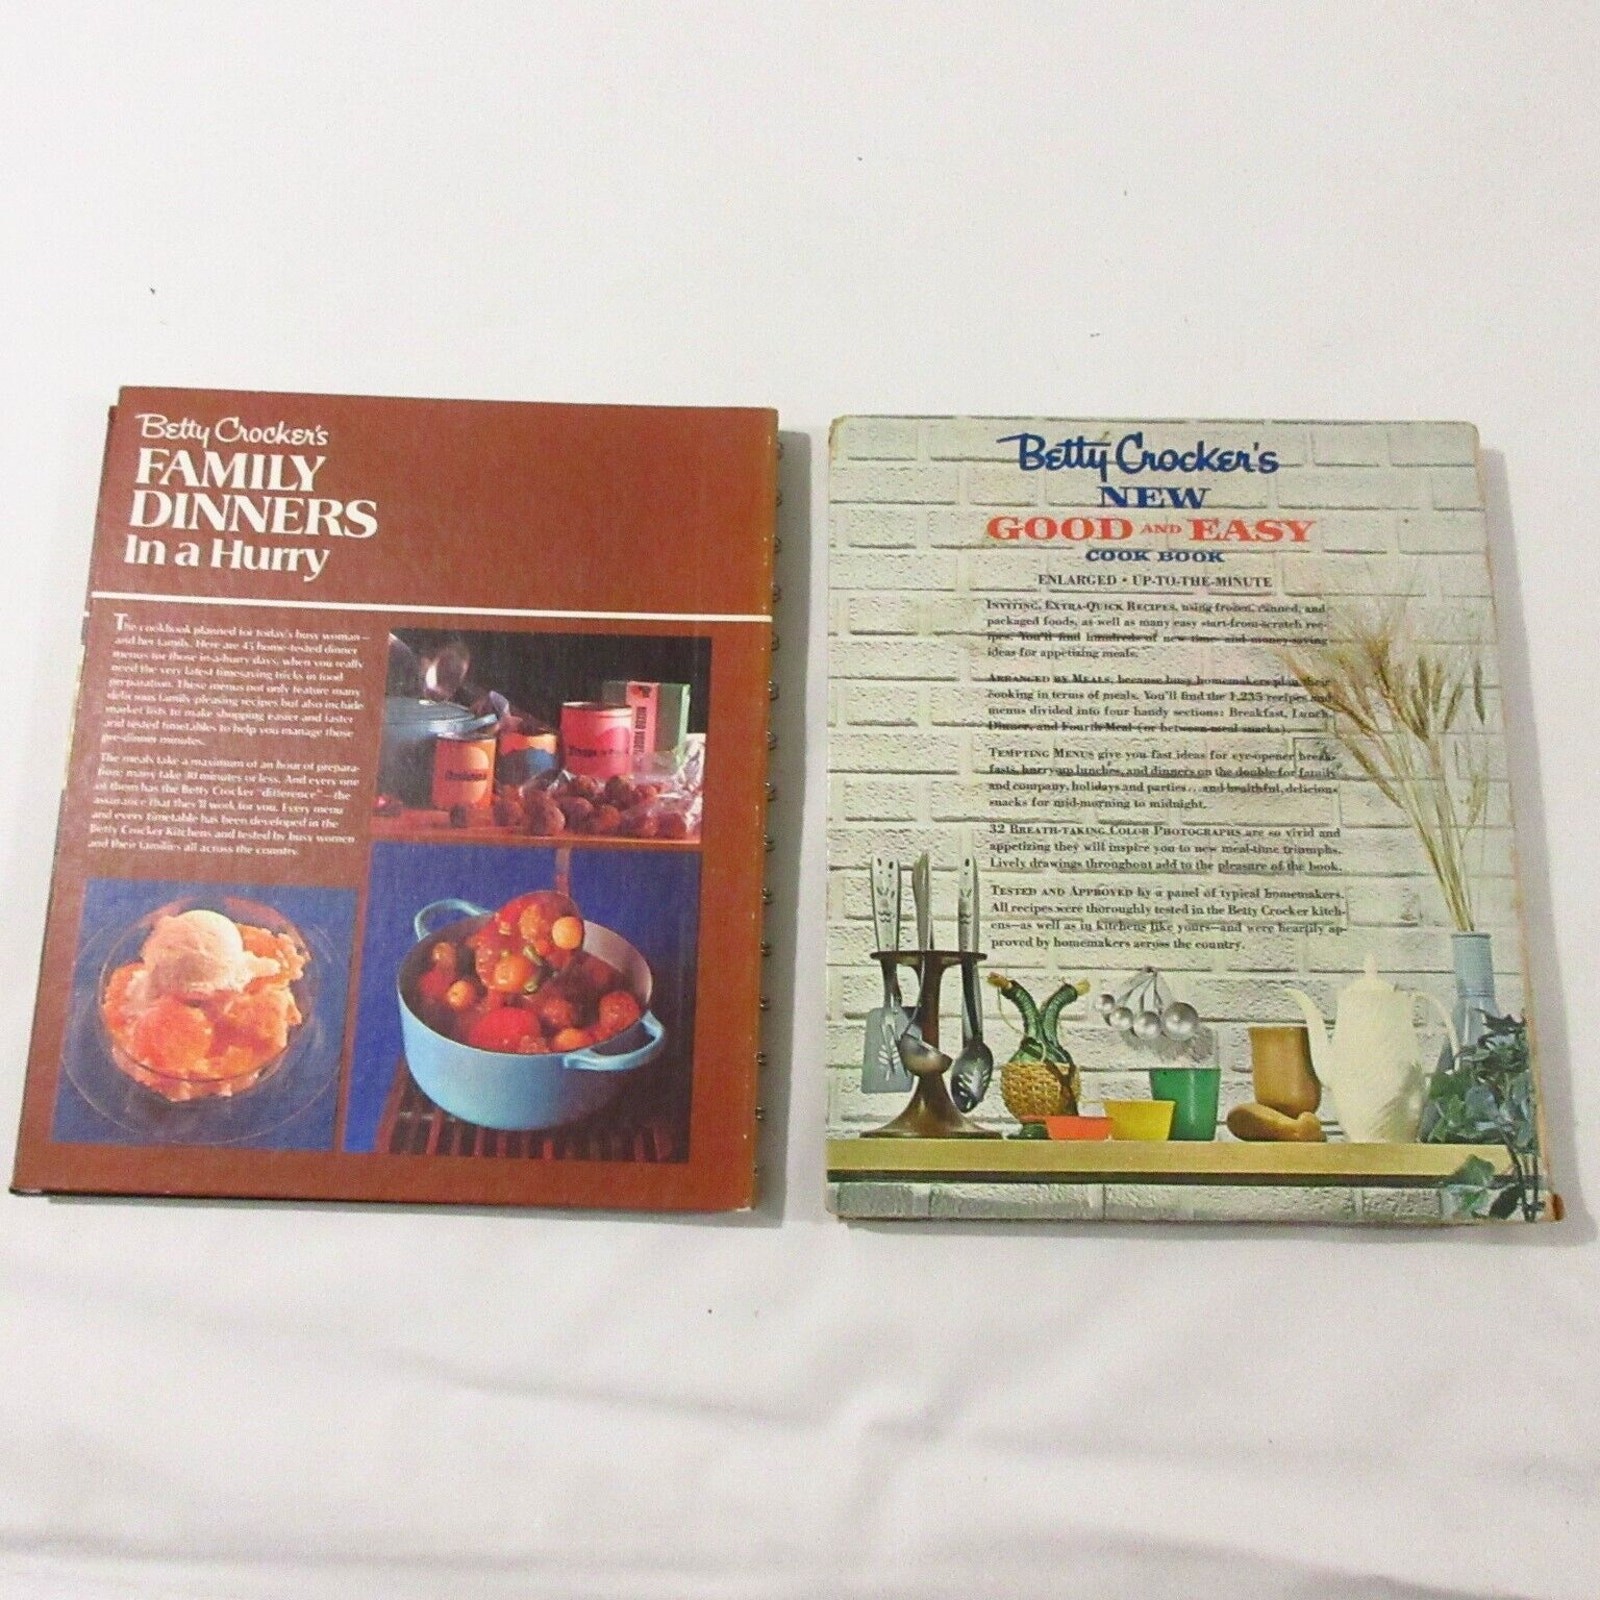 Betty Crocker's
FAMILY
DINNERS
In a Hurry
The cookbook planned for today's busy woman—
and her family. Here are 45 home-tested dinner
menus for those in-a-hurry days, when you really
need the very latest timesaving tricks in food
preparation. These menus not only feature many
delicious family-pleasing recipes but also include
market lists to make shopping easier and faster
and tested timetables to help you manage those
pre-dinner minutes.
The meals take a maximum of an hour of prepara-
tion; many take 30 minutes or less. And every one
of them has the Betty Crocker "difference"—the
assurance that they'll work for you. Every menu
and every timetable has been developed in the
Betty Crocker Kitchens and tested by busy women
and their families all across the country.
Betty Crocker's
NEW
GOOD AND EASY
COOK BOOK
ENLARGED • UP-TO-THE-MINUTE
INVITING, EXTRA-QUICK RECIPES, using frozen, canned, and
packaged foods, as well as many easy start-from-scratch rec-
ipes. You'll find hundreds of new time- and money-saving
ideas for appetizing meals.
ARRANGED BY MEALS, because busy homemakers plan their
cooking in terms of meals. You'll find the 1,235 recipes and
menus divided into four handy sections: Breakfast, Lunch,
Dinner, and Fourth Meal (or between-meal snacks).
TEMPTING MENUS give you fast ideas for eye-opener break-
fasts, hurry-up lunches, and dinners on the double for family
and company, holidays and parties... and healthful, delicious
snacks for mid-morning to midnight.
32 BREATH-TAKING COLOR PHOTOGRAPHS are so vivid and
appetizing they will inspire you to new meal-time triumphs.
Lively drawings throughout add to the pleasure of the book.
TESTED AND APPROVED by a panel of typical homemakers.
All recipes were thoroughly tested in the Betty Crocker kitch-
ens—as well as in kitchens like yours—and were heartily ap-
proved by homemakers across the country.